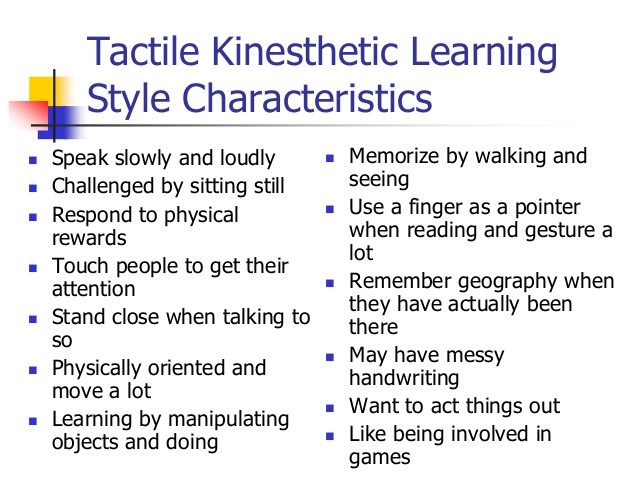 Tactile Kinesthetic Learning
Style Characteristics
Speak slowly and loudly
Challenged by sitting still
Respond to physical
rewards
Touch people to get their
attention
Stand close when talking to
so
Physically oriented and
move a lot
Learning by manipulating
objects and doing
Memorize by walking and
seeing
Use a finger as a pointer
when reading and gesture a
lot
Remember geography when
they have actually been
there
May have messy
handwriting
Want to act things out
Like being involved in
games